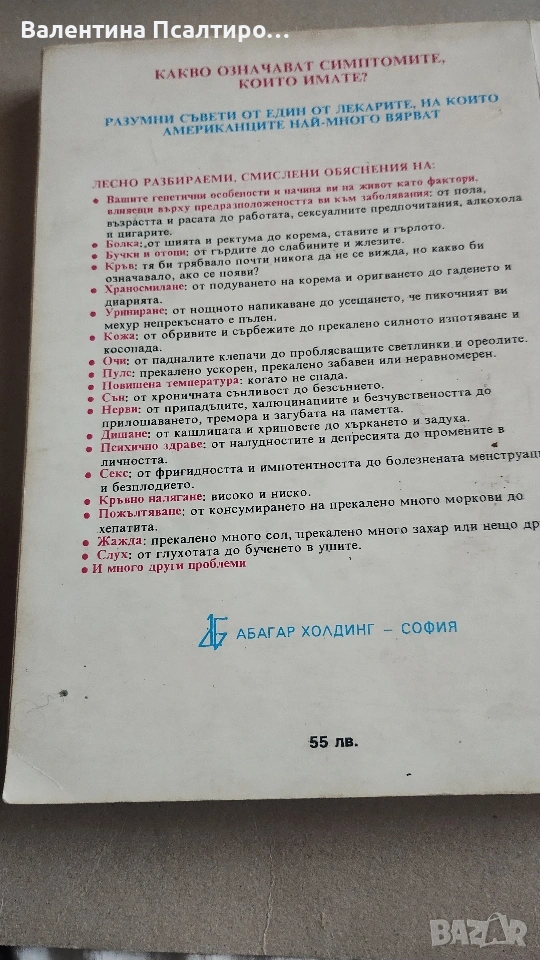 Валентина Псалтиро...
КАКВО ОЗНАЧАВАТ СИМПТОМИТЕ,
КОИТО ИМАТЕ?
РАЗУМНИ СЪВЕТИ ОТ ЕДИН ОТ ЛЕКАРИТЕ, НА КОИТО
АМЕРИКАНЦИТЕ НАЙ-МНОГО ВЯРВАТ
ЛЕСНО РАЗБИРАЕМИ, СМИСЛЕНИ ОБЯСНЕНИЯ НА:
• Вашите генетични особености и начина ви на живот като фактори,
влияещи върху предразположеността ви към заболявания: от пола,
възрастта и расата до работата, сексуалните предпочитания, алкохола
и цигарите.
• Болка: от шията и ректума до корема, ставите и гърлото.
• Бучки и отоци: от гърдите до слабините и жлезите.
• Кръв: тя би трябвало почти никога да не се вижда, но какво би
означавало, ако се появи?
• Храносмилане: от подуването на корема и оригването до гаденето и
диарията.
• Уриниране: от нощното напикаване до усещането, че пикочният ви
мехур непрекъснато е пълен.
• Кожа: от обривите и сърбежите до прекалено силното изпотяване и
косопада.
• Очи: от падналите клепачи до проблясващите светлинки и ореолите.
• Пулс: прекалено ускорен, прекалено забавен или неравномерен.
• Повишена температура: когато не спада.
• Сън: от хроничната сънливост до безсънието.
• Нерви: от припадъците, халюцинациите и безчувствеността до
прилошаването, тремора и загубата на паметта.
• Дишане: от кашлицата и хриповете до хъркането и задуха.
• Психично здраве: от налудностите и депресията до промените в
личността.
• Секс: от фригидността и импотентността до болезнената менструац
и безплодието.
• Кръвно налягане: високо и ниско.
• Пожълтяване: от консумирането на прекалено много моркови до
хепатита.
• Жажда: прекалено много сол, прекалено много захар или нещо др
• Слух: от глухотата до бученето в ушите.
• И много други проблеми
АБАГАР ХОЛДИНГ – СОФИЯ
55 лв.
BAZAR